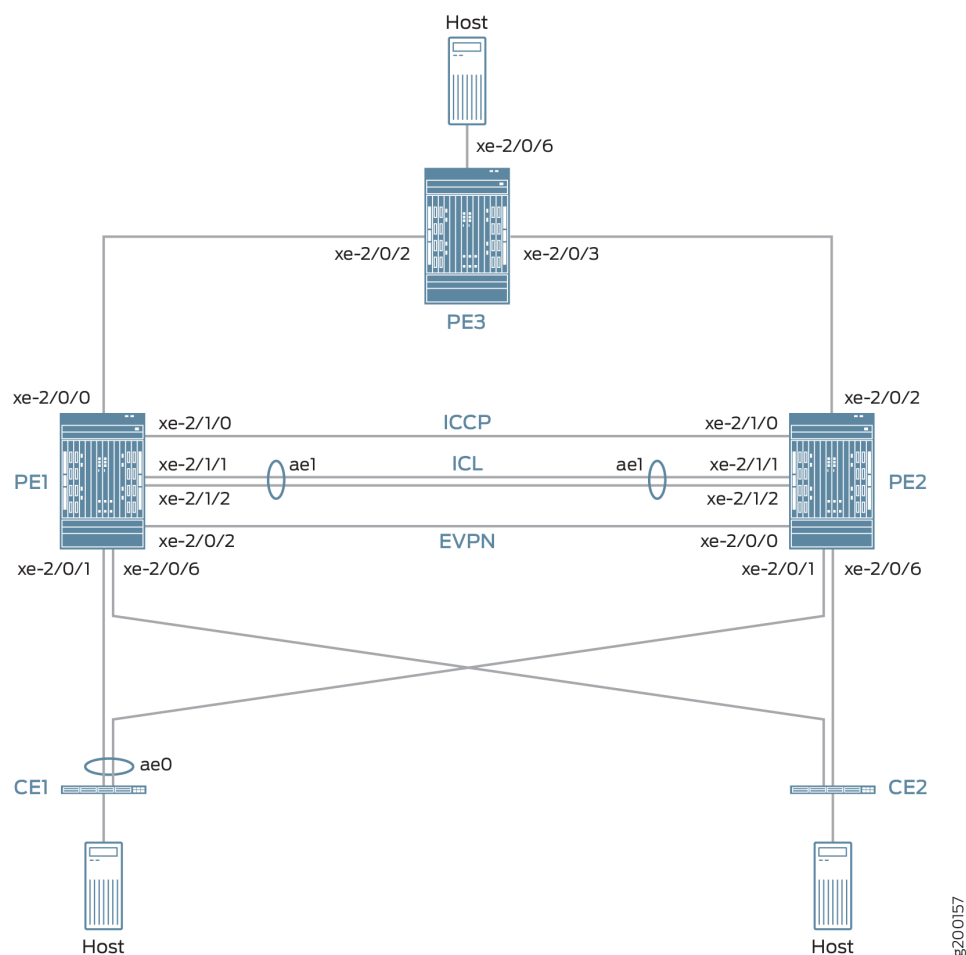 Host
xe-2/0/6
xe-2/0/2
xe-2/0/3
PE3
xe-2/0/0
xe-2/0/2
xe-2/1/0
ICCP
xe-2/1/0
xe-2/1/1
ae1
ICL
ae1
xe-2/1/1
PE1
PE2
xe-2/1/2
xe-2/1/2
xe-2/0/2
EVPN
xe-2/0/0
xe-2/0/1
xe-2/0/6
xe-2/0/1
xe-2/0/6
ae0
CE1
CE2
Host
Host
g200157